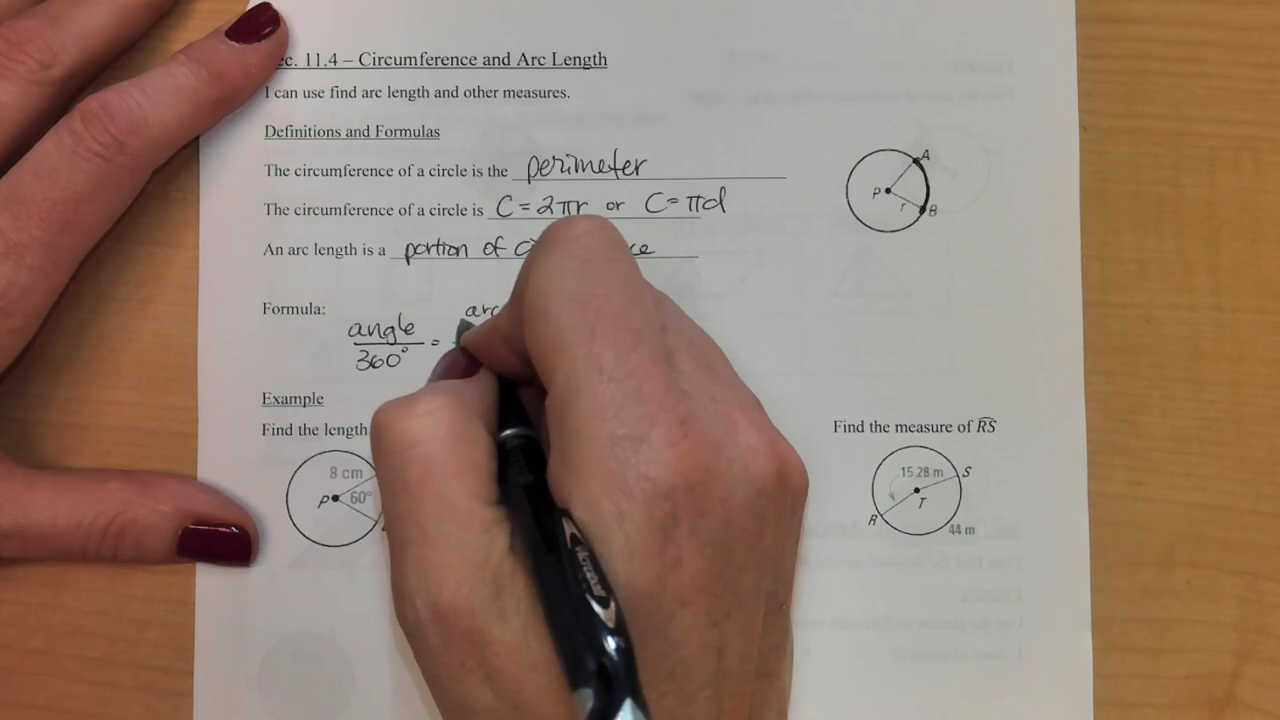 ec. 11.4 – Circumference and Arc Length
I can use find arc length and other measures.
Definitions and Formulas
The circumference of a circle is the perimeter
The circumference of a circle is C = 2πr or C = πd
An arc length is a portion of
A
P
r B
Formula:
angle
360°
=
arc
Example
Find the length
Find the measure of RS
8 cm
P 60°
15.28 m S
T
R
44 m